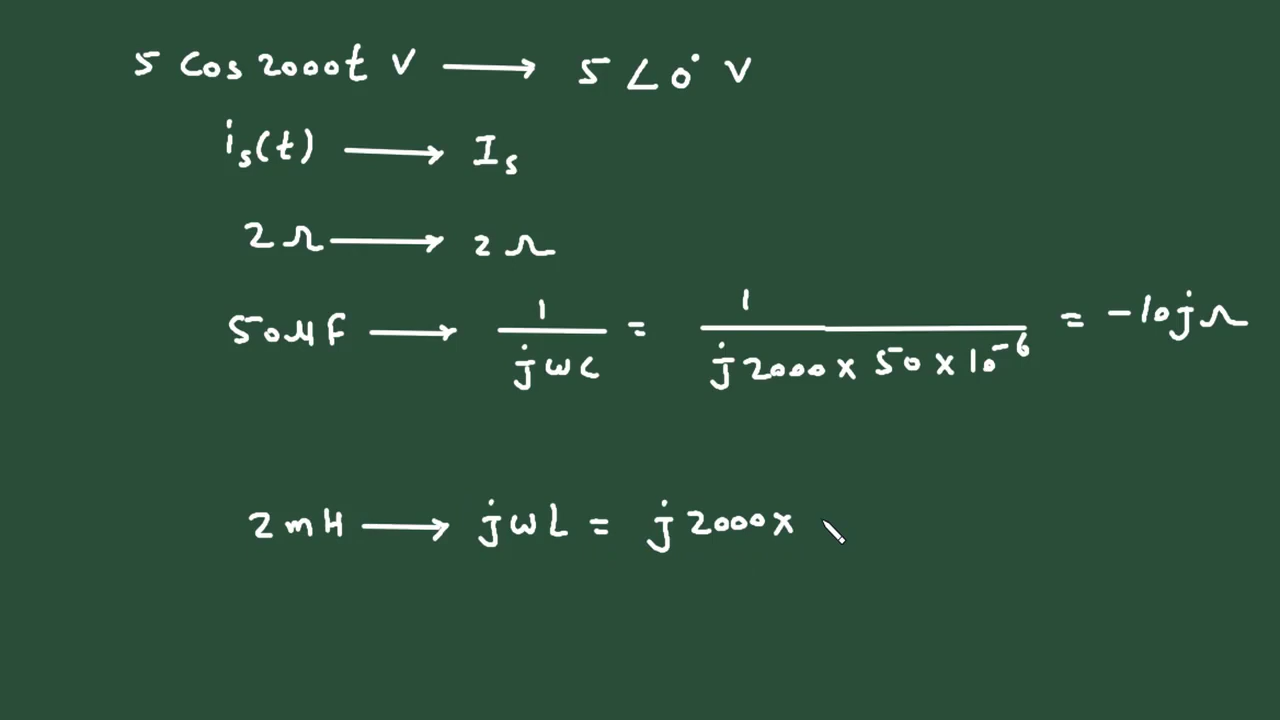 5 Cos 2000t V ⟶ 5 ∠0° V
i_s(t) ⟶ I_s
2 Ω ⟶ 2 Ω
50 μF ⟶ 1/(jωC) = 1/(j2000 × 50 × 10^-6) = -10j Ω
2 mH ⟶ jωL = j2000 ×